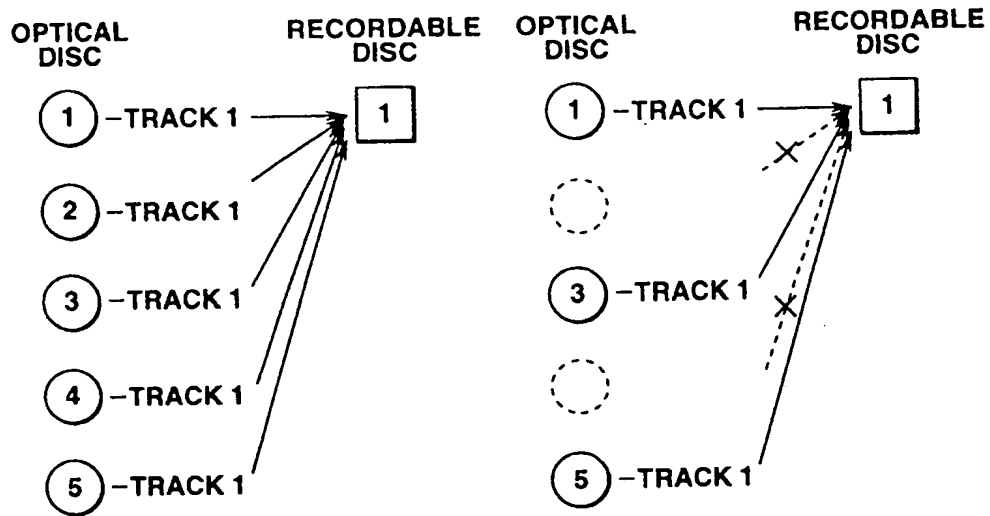 OPTICAL
DISC
RECORDABLE
DISC
1 -TRACK 1
1
2 -TRACK 1
3 -TRACK 1
4 -TRACK 1
5 -TRACK 1
OPTICAL
DISC
RECORDABLE
DISC
1 -TRACK 1
1
3 -TRACK 1
5 -TRACK 1